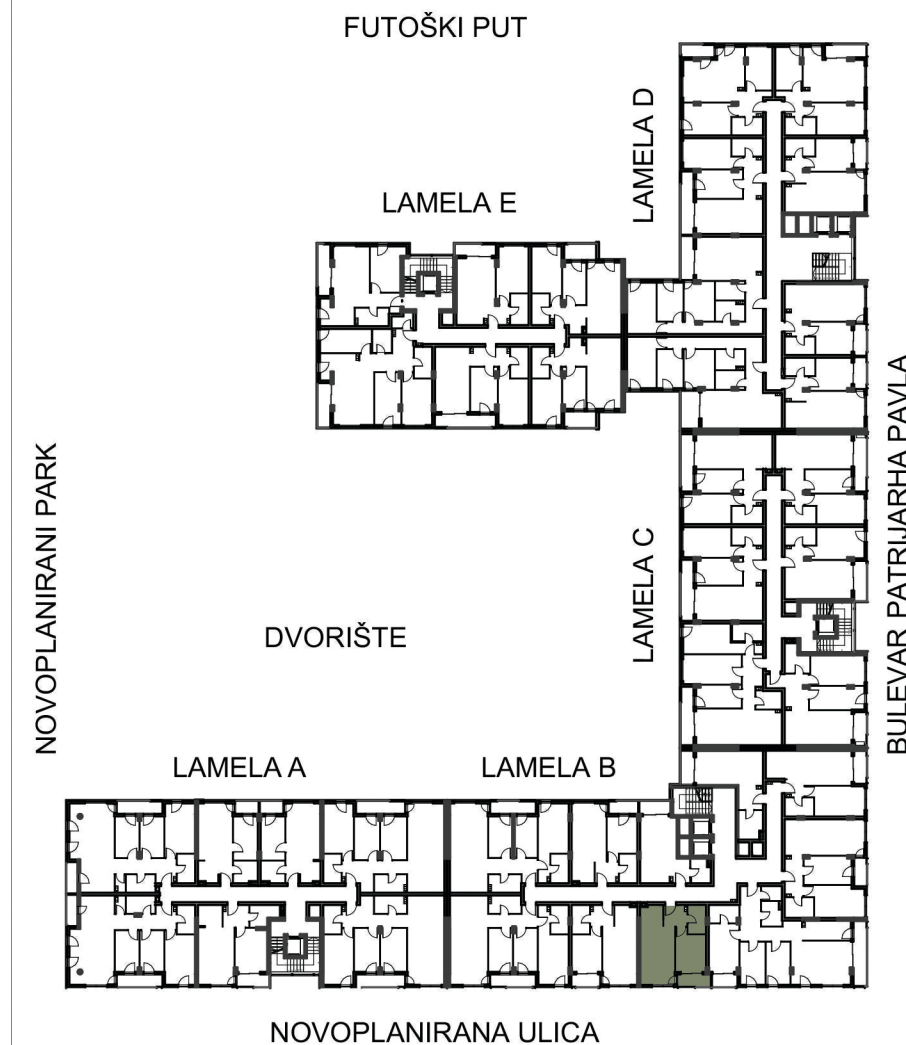 FUTOŠKI PUT
LAMELA D
LAMELA E
NOVOPLANIRANI PARK
BULEVAR PATRIJARHA PAVLA
LAMELA C
DVORIŠTE
LAMELA A
LAMELA B
NOVOPLANIRANA ULICA